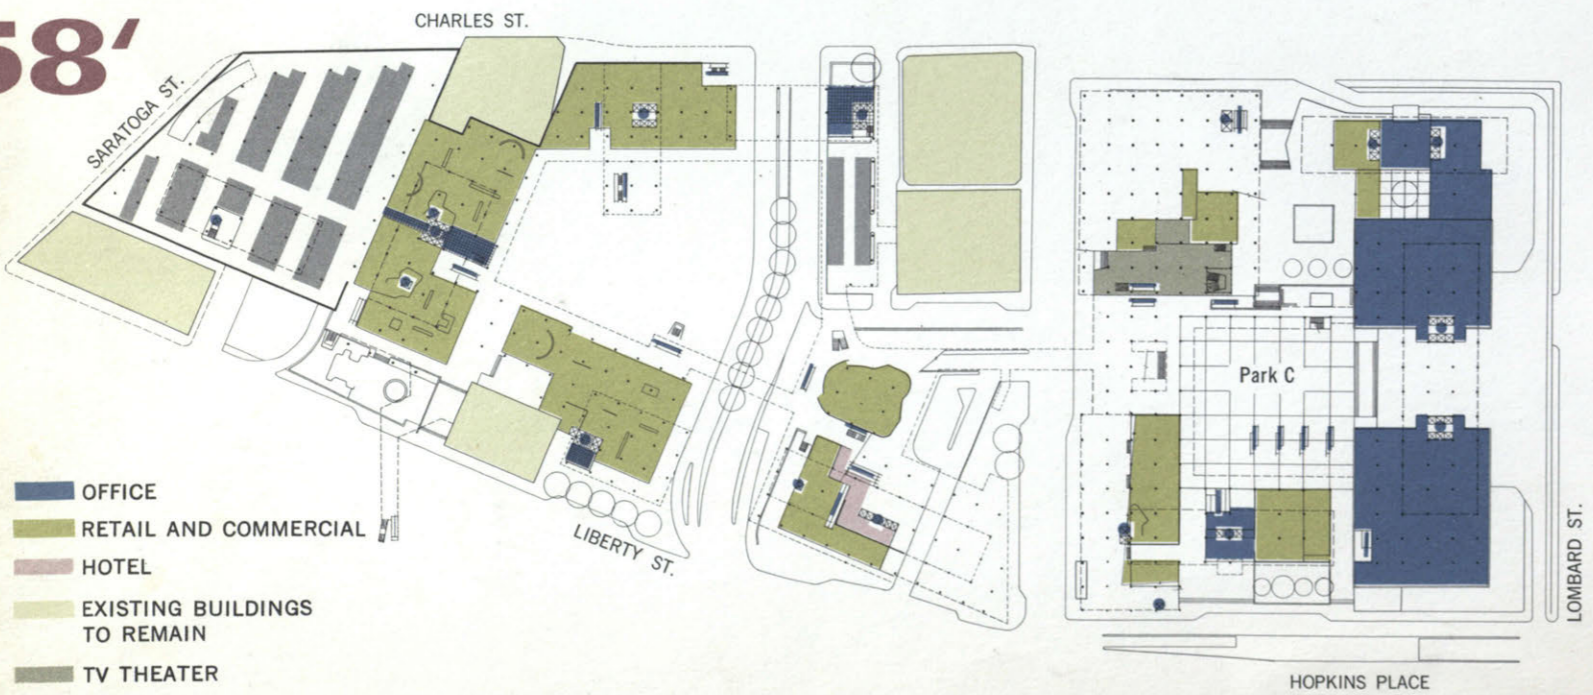 58′
CHARLES ST.
SARATOGA ST.
Park C
OFFICE
RETAIL AND COMMERCIAL
HOTEL
EXISTING BUILDINGS
TO REMAIN
TV THEATER
LIBERTY ST.
LOMBARD ST.
HOPKINS PLACE